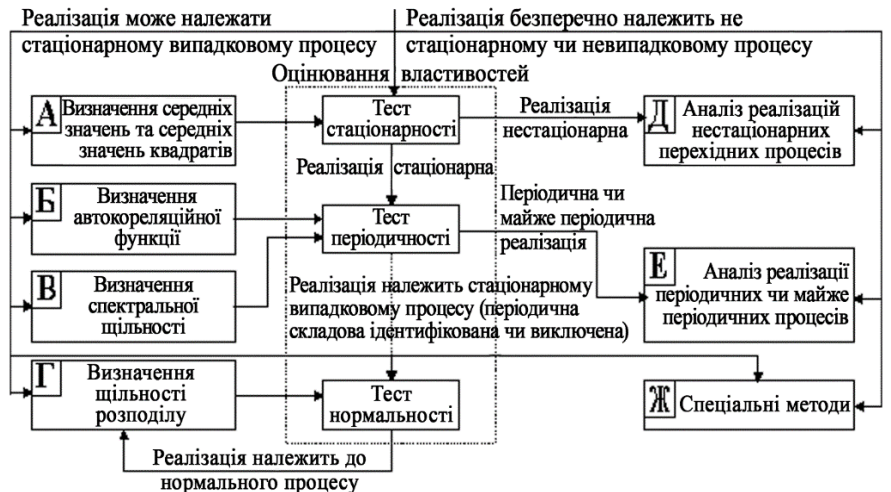 Реалізація може належати
стаціонарному випадковому процесу
Реалізація безперечно належить не
стаціонарному чи невипадковому процесу
Оцінювання властивостей
А
Визначення середніх
значень та середніх
значень квадратів
Тест
стаціонарності
Реалізація
нестаціонарна
Д
Аналіз реалізацій
нестаціонарних
перехідних процесів
Реалізація стаціонарна
Б
Визначення
автокореляційної
функції
Тест
періодичності
Періодична чи
майже періодична
реалізація
В
Визначення
спектральної
щільності
Е
Аналіз реалізації
періодичних чи майже
періодичних процесів
Реалізація належить стаціонарному
випадковому процесу (періодична
складова ідентифікована чи виключена)
Г
Визначення
щільності
розподілу
Тест
нормальності
Ж
Спеціальні методи
Реалізація належить до
нормального процесу